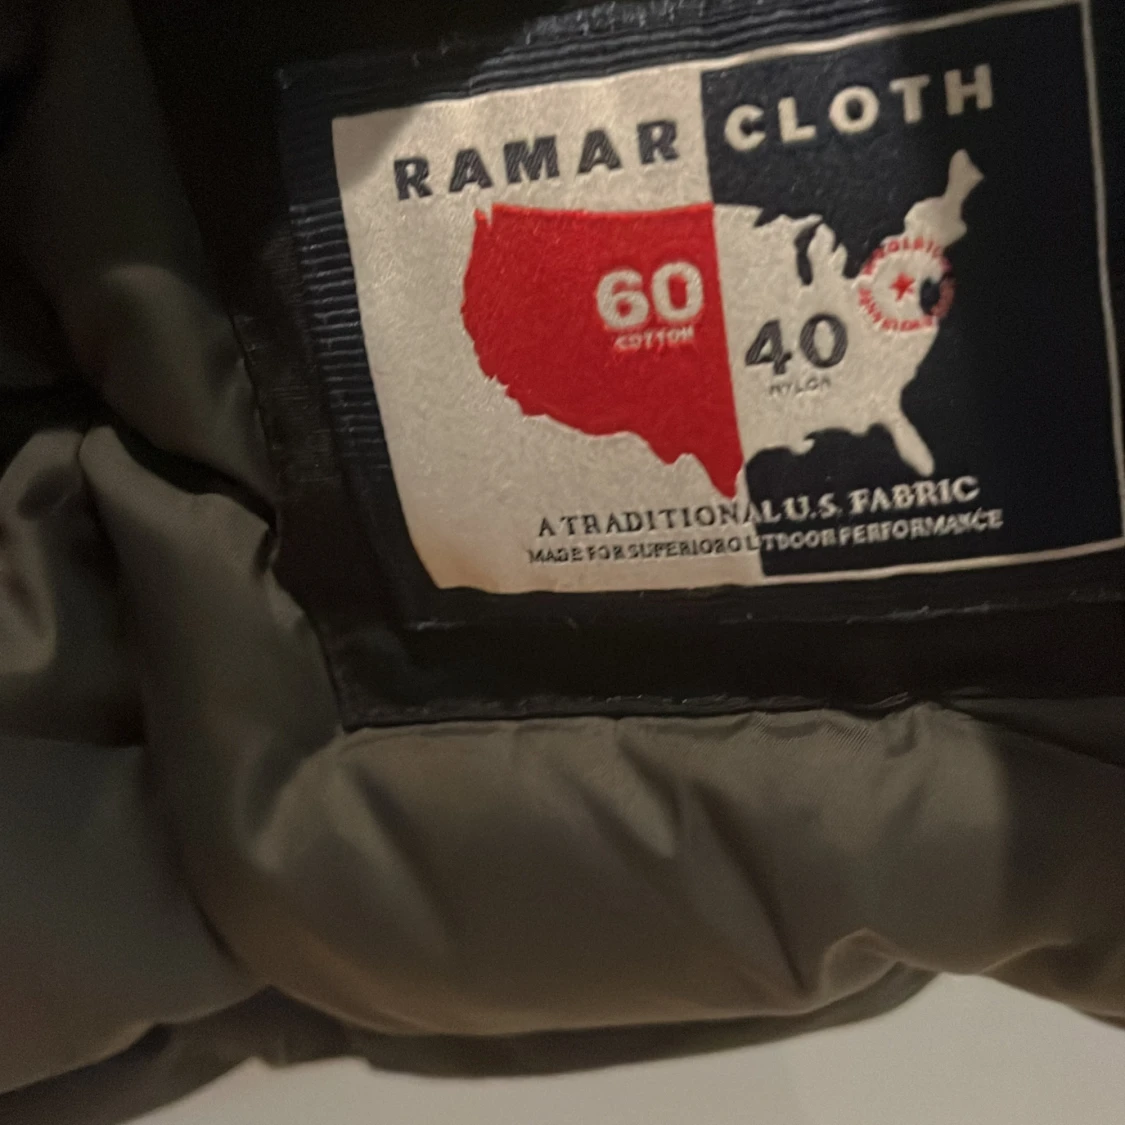 RAMAR CLOTH
60
COTTON
40
NYLON
A TRADITIONAL U.S. FABRIC
MADE FOR SUPERIOR OUTDOOR PERFORMANCE